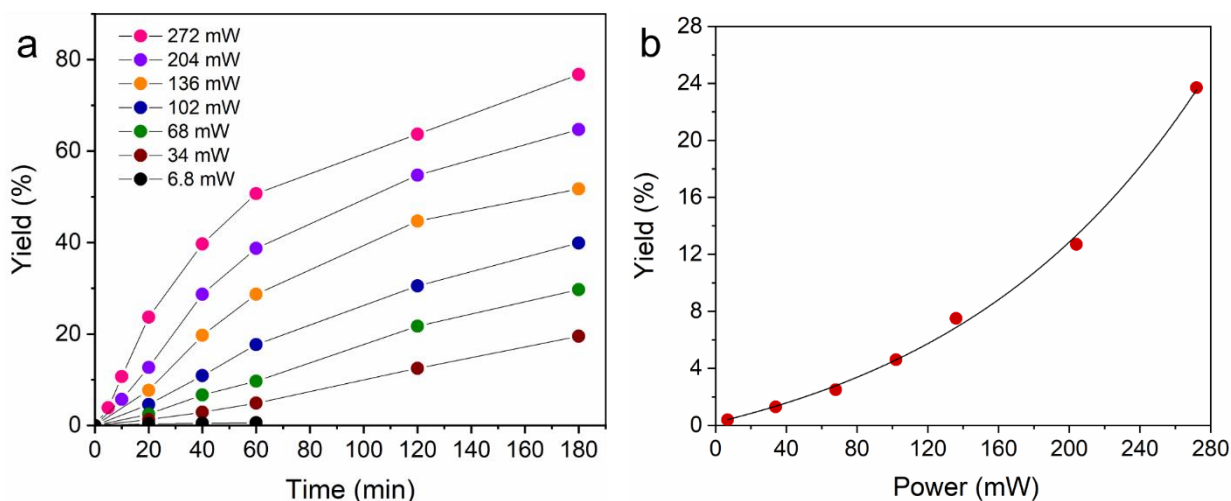 a
272 mW
204 mW
136 mW
102 mW
68 mW
34 mW
6.8 mW
80
60
40
20
0
Yield (%)
0 20 40 60 80 100 120 140 160 180
Time (min)
b
28
24
20
16
12
8
4
0
Yield (%)
0 40 80 120 160 200 240 280
Power (mW)